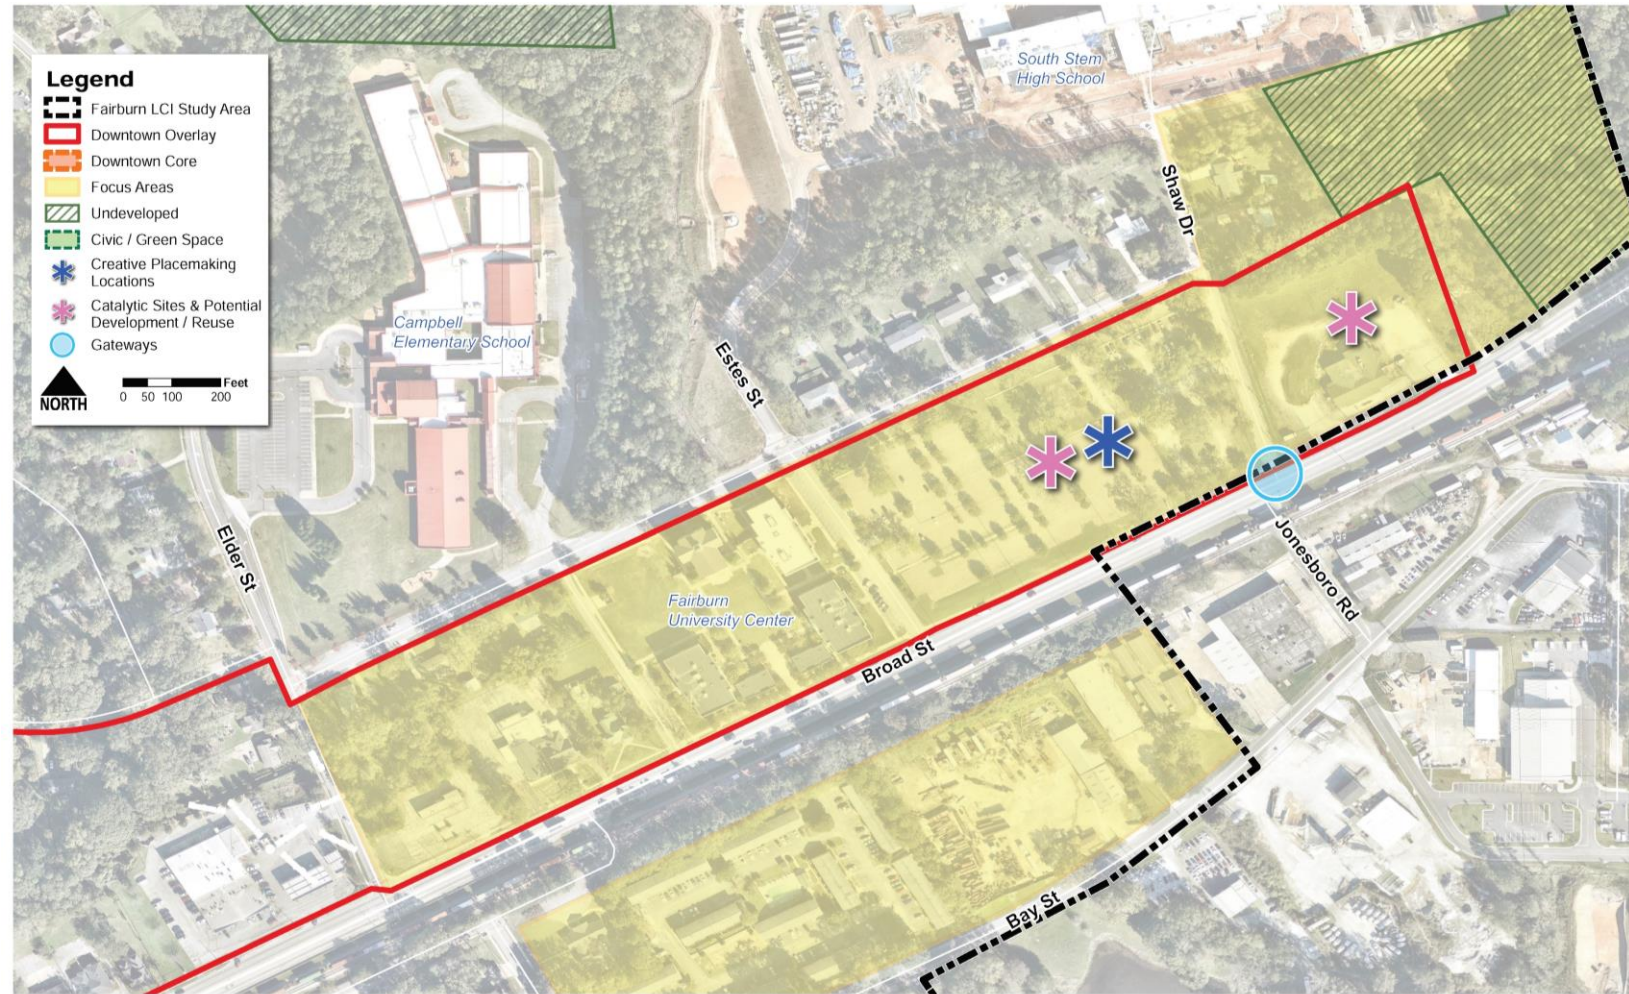 South Stem
High School
Legend
Fairburn LCI Study Area
Downtown Overlay
Downtown Core
Focus Areas
Undeveloped
Civic / Green Space
Creative Placemaking
Locations
Catalytic Sites & Potential
Development / Reuse
Gateways
NORTH
Feet
0 50 100 200
Shaw Dr
Campbell
Elementary School
Estes St
Elder St
Jonesboro Rd
Fairburn
University Center
Broad St
Bay St